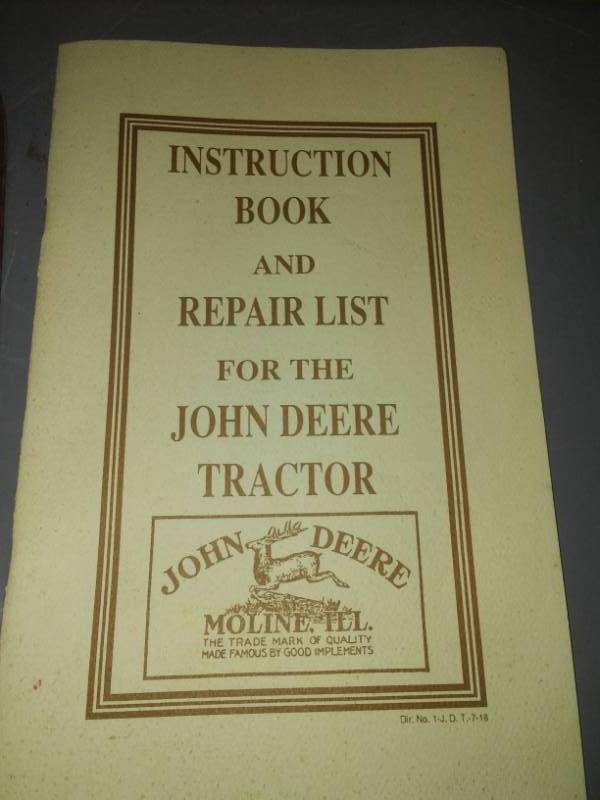 INSTRUCTION
BOOK
AND
REPAIR LIST
FOR THE
JOHN DEERE
TRACTOR
JOHN DEERE
MOLINE, ILL.
THE TRADE MARK OF QUALITY
MADE FAMOUS BY GOOD IMPLEMENTS
Dir. No. 1-J. D. T.-7-18